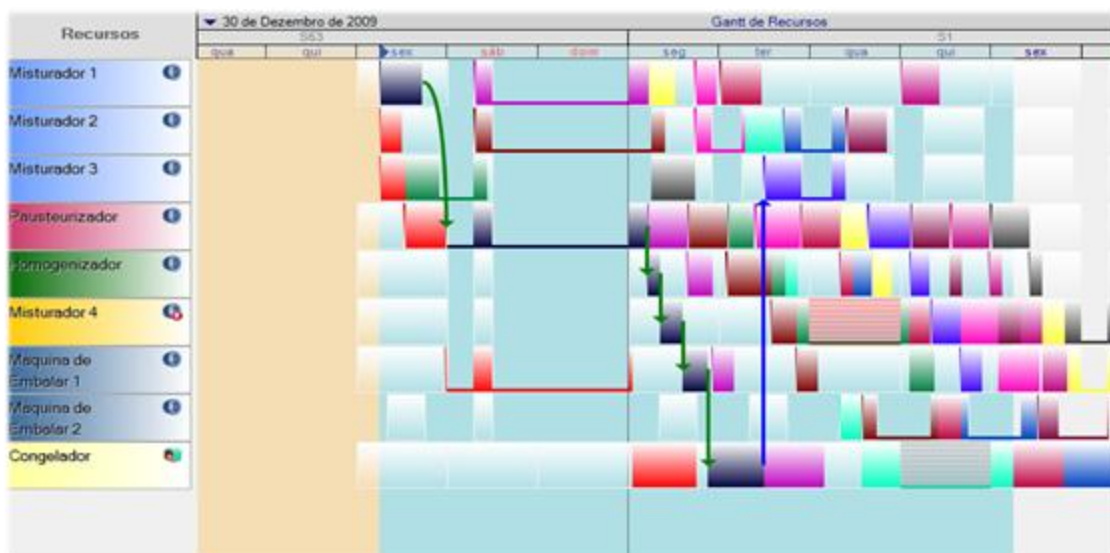 Recursos
30 de Dezembro de 2009
Gantt de Recursos
S53
S1
qua qui sex sáb dom seg ter qua qui sex
Misturador 1
Misturador 2
Misturador 3
Pausteurizador
Homogenizador
Misturador 4
Maquina de
Embalar 1
Maquina de
Embalar 2
Congelador